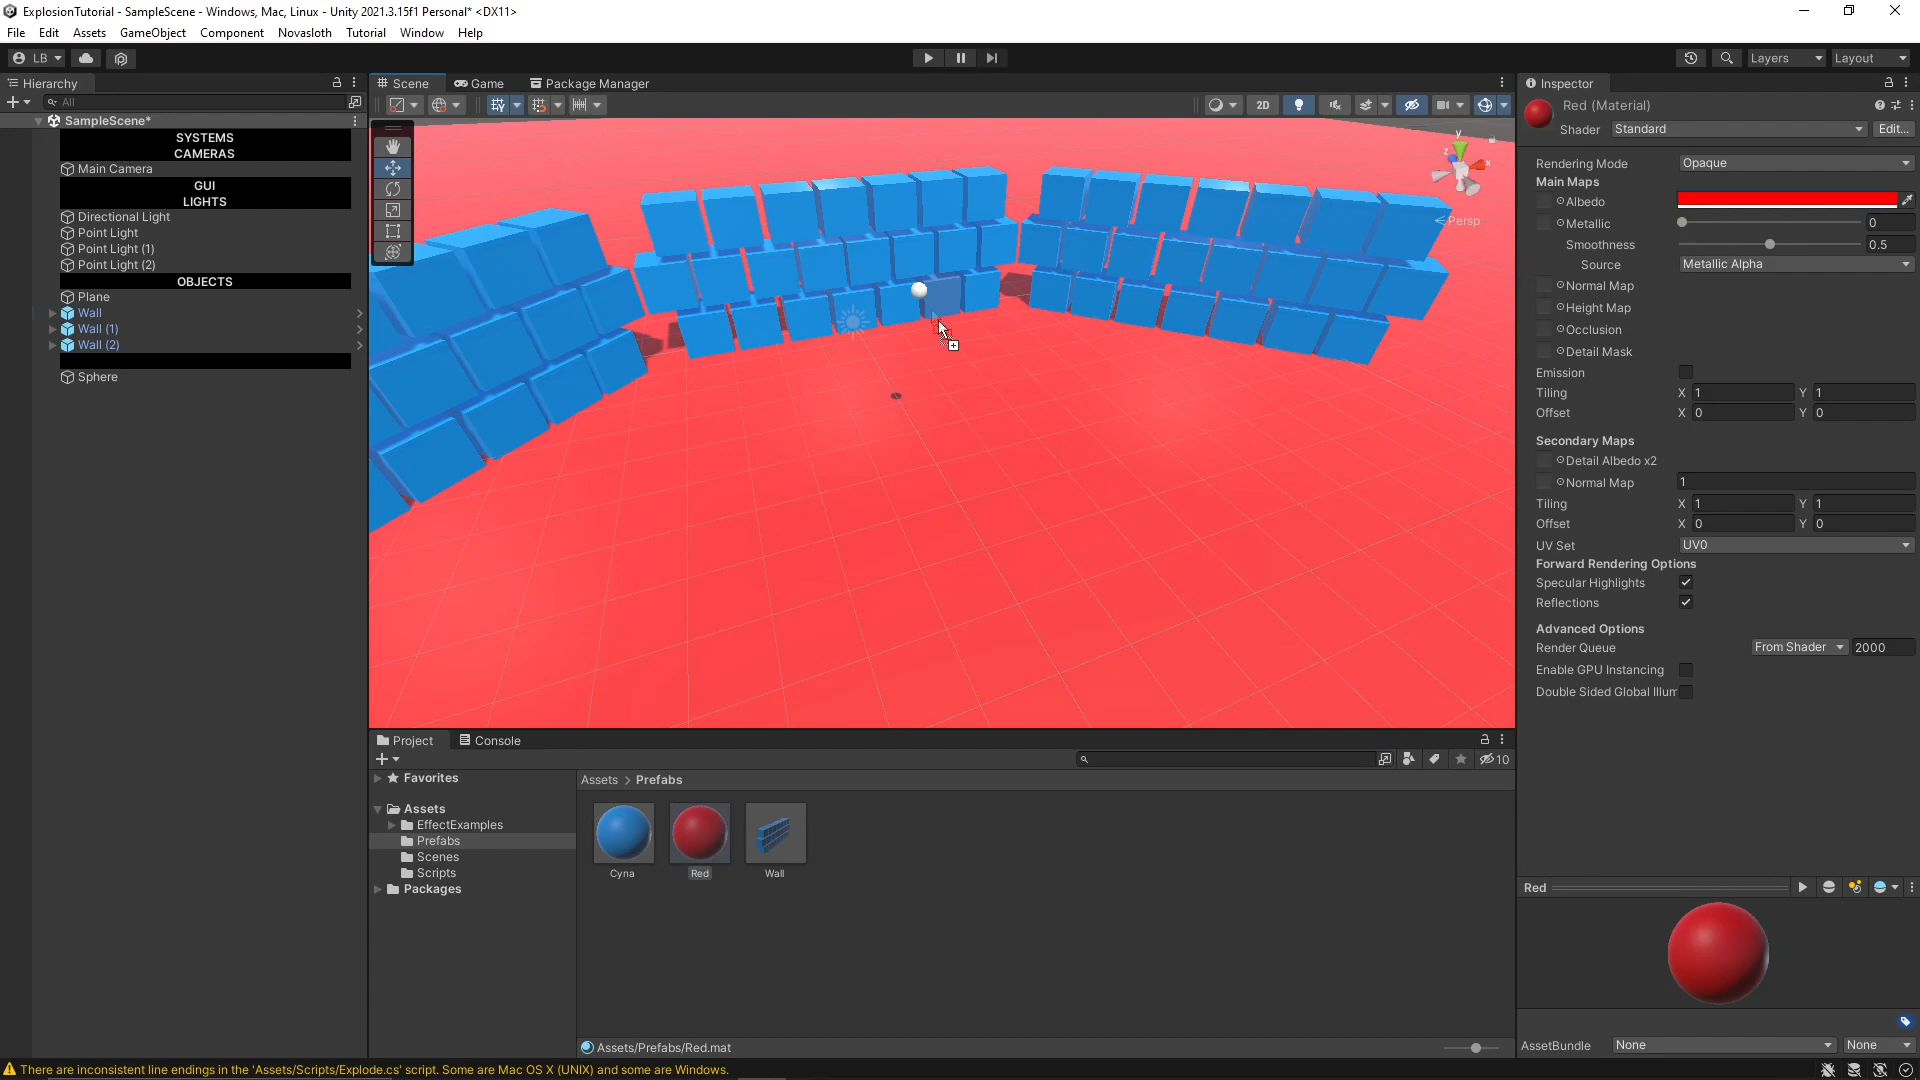 ExplosionTutorial - SampleScene - Windows, Mac, Linux - Unity 2021.3.15f1 Personal* <DX11>
File Edit Assets GameObject Component Novasloth Tutorial Window Help
LB
Layers Layout
Hierarchy
All
SampleScene*
SYSTEMS
CAMERAS
Main Camera
GUI
LIGHTS
Directional Light
Point Light
Point Light (1)
Point Light (2)
OBJECTS
Plane
Wall
Wall (1)
Wall (2)
Sphere
Scene Game Package Manager
2D
y
z
x
Persp
Project Console
10
Favorites
Assets
EffectExamples
Prefabs
Scenes
Scripts
Packages
Assets > Prefabs
Cyna Red Wall
Assets/Prefabs/Red.mat
Inspector
Red (Material)
Shader Standard Edit...
Rendering Mode Opaque
Main Maps
Albedo
Metallic 0
Smoothness 0.5
Source Metallic Alpha
Normal Map
Height Map
Occlusion
Detail Mask
Emission
Tiling X 1 Y 1
Offset X 0 Y 0
Secondary Maps
Detail Albedo x2
Normal Map 1
Tiling X 1 Y 1
Offset X 0 Y 0
UV Set UV0
Forward Rendering Options
Specular Highlights
Reflections
Advanced Options
Render Queue From Shader 2000
Enable GPU Instancing
Double Sided Global Illum
Red
AssetBundle None None
There are inconsistent line endings in the 'Assets/Scripts/Explode.cs' script. Some are Mac OS X (UNIX) and some are Windows.